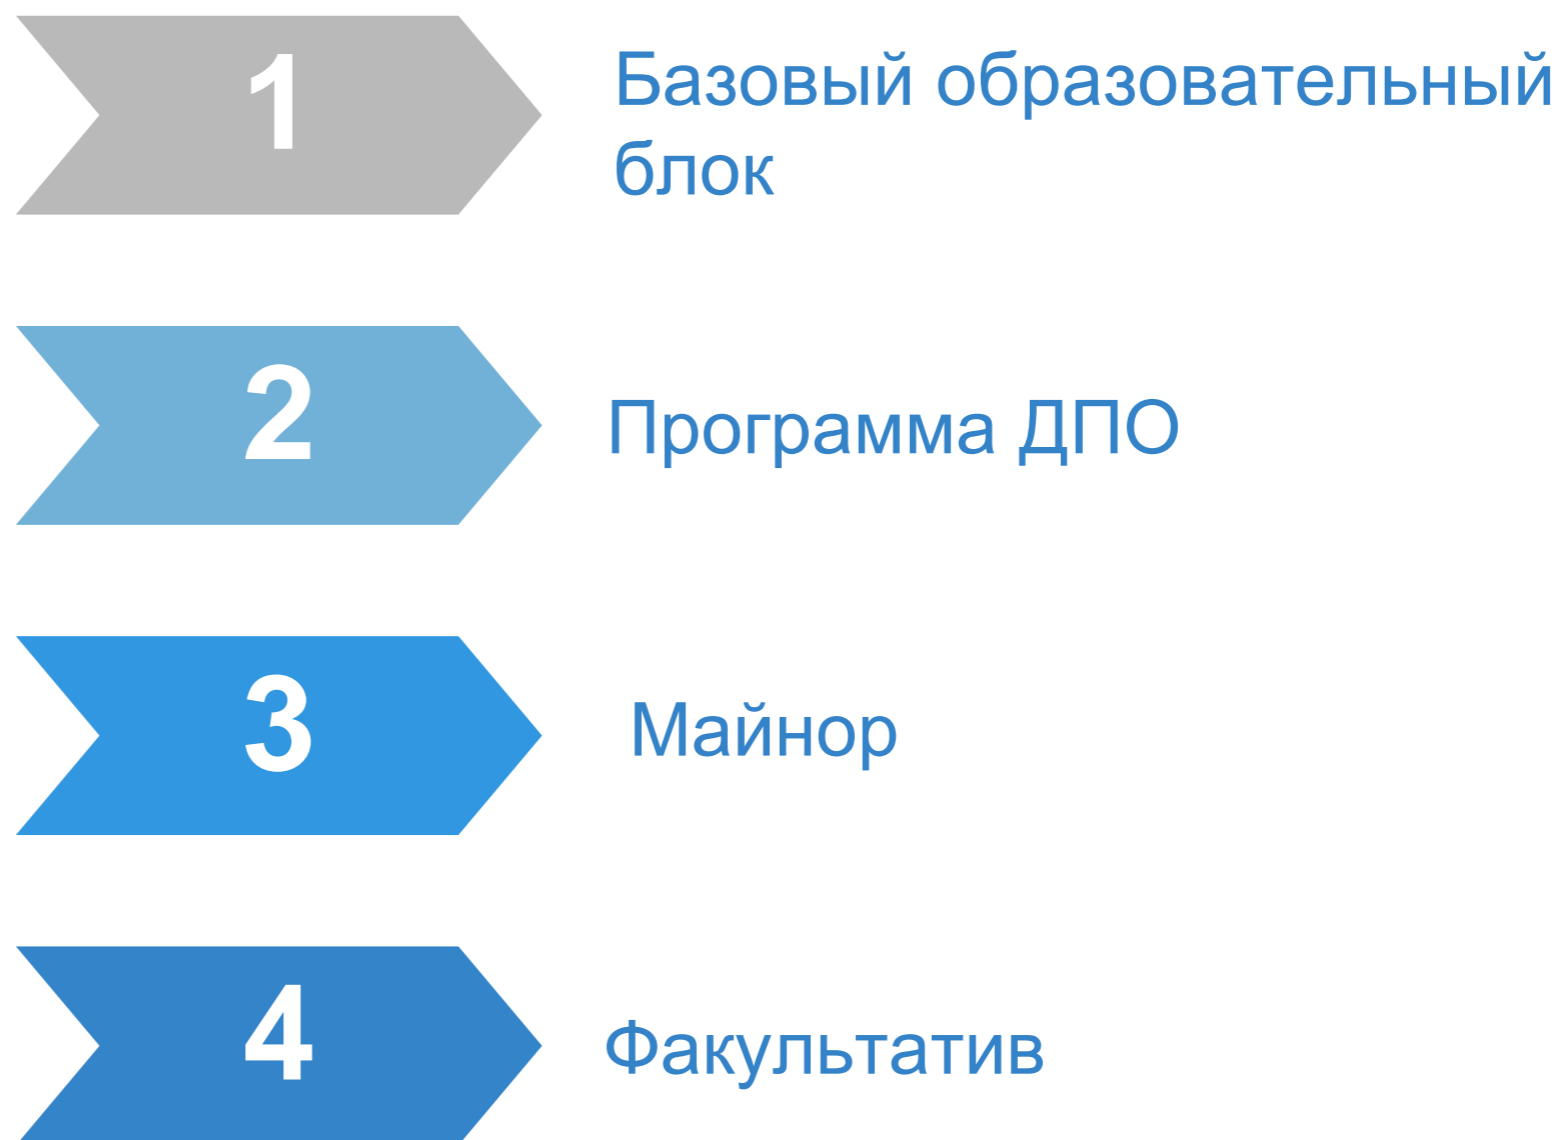 1
Базовый образовательный
блок
2
Программа ДПО
3
Майнор
4
Факультатив